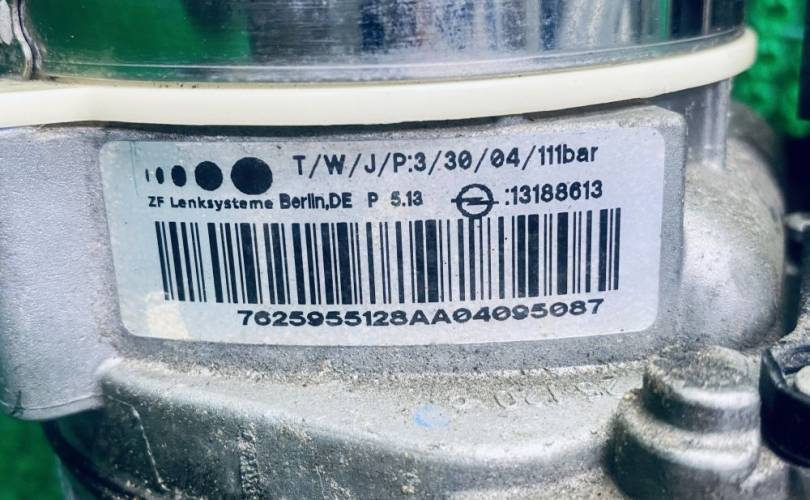 T/W/J/P:3/30/04/111bar
ZF Lenksysteme Berlin,DE P 5.13 :13188613
7625955128AA04095087